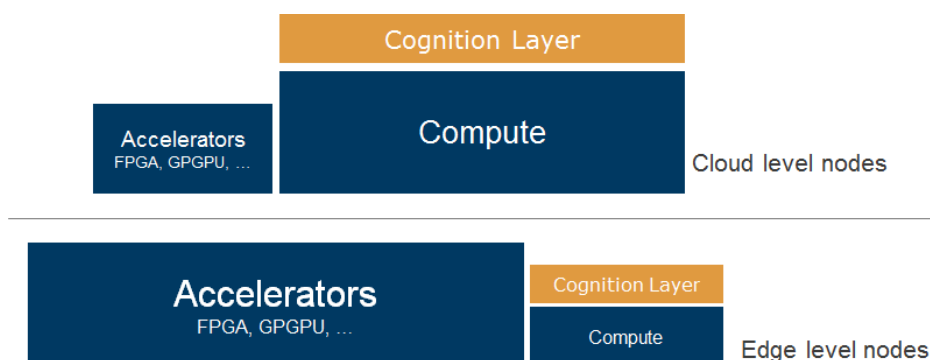 Cognition Layer
Accelerators
FPGA, GPGPU, ...
Compute
Cloud level nodes
Accelerators
FPGA, GPGPU, ...
Cognition Layer
Compute
Edge level nodes